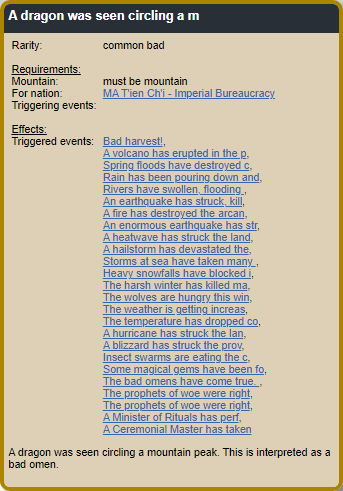 A dragon was seen circling a m
Rarity: common bad
Requirements:
Mountain: must be mountain
For nation: MA T'ien Ch'i - Imperial Bureaucracy
Triggering events:
Effects:
Triggered events: Bad harvest!,
A volcano has erupted in the p,
Spring floods have destroyed c,
Rain has been pouring down and,
Rivers have swollen, flooding ,
An earthquake has struck, kill,
A fire has destroyed the arcan,
An enormous earthquake has str,
A heatwave has struck the land,
A hailstorm has devastated the,
Storms at sea have taken many ,
Heavy snowfalls have blocked i,
The harsh winter has killed ma,
The wolves are hungry this win,
The weather is getting increas,
The temperature has dropped co,
A hurricane has struck the lan,
A blizzard has struck the prov,
Insect swarms are eating the c,
Some magical gems have been fo,
The bad omens have come true. ,
The prophets of woe were right,
The prophets of woe were right,
A Minister of Rituals has perf,
A Ceremonial Master has taken
A dragon was seen circling a mountain peak. This is interpreted as a
bad omen.